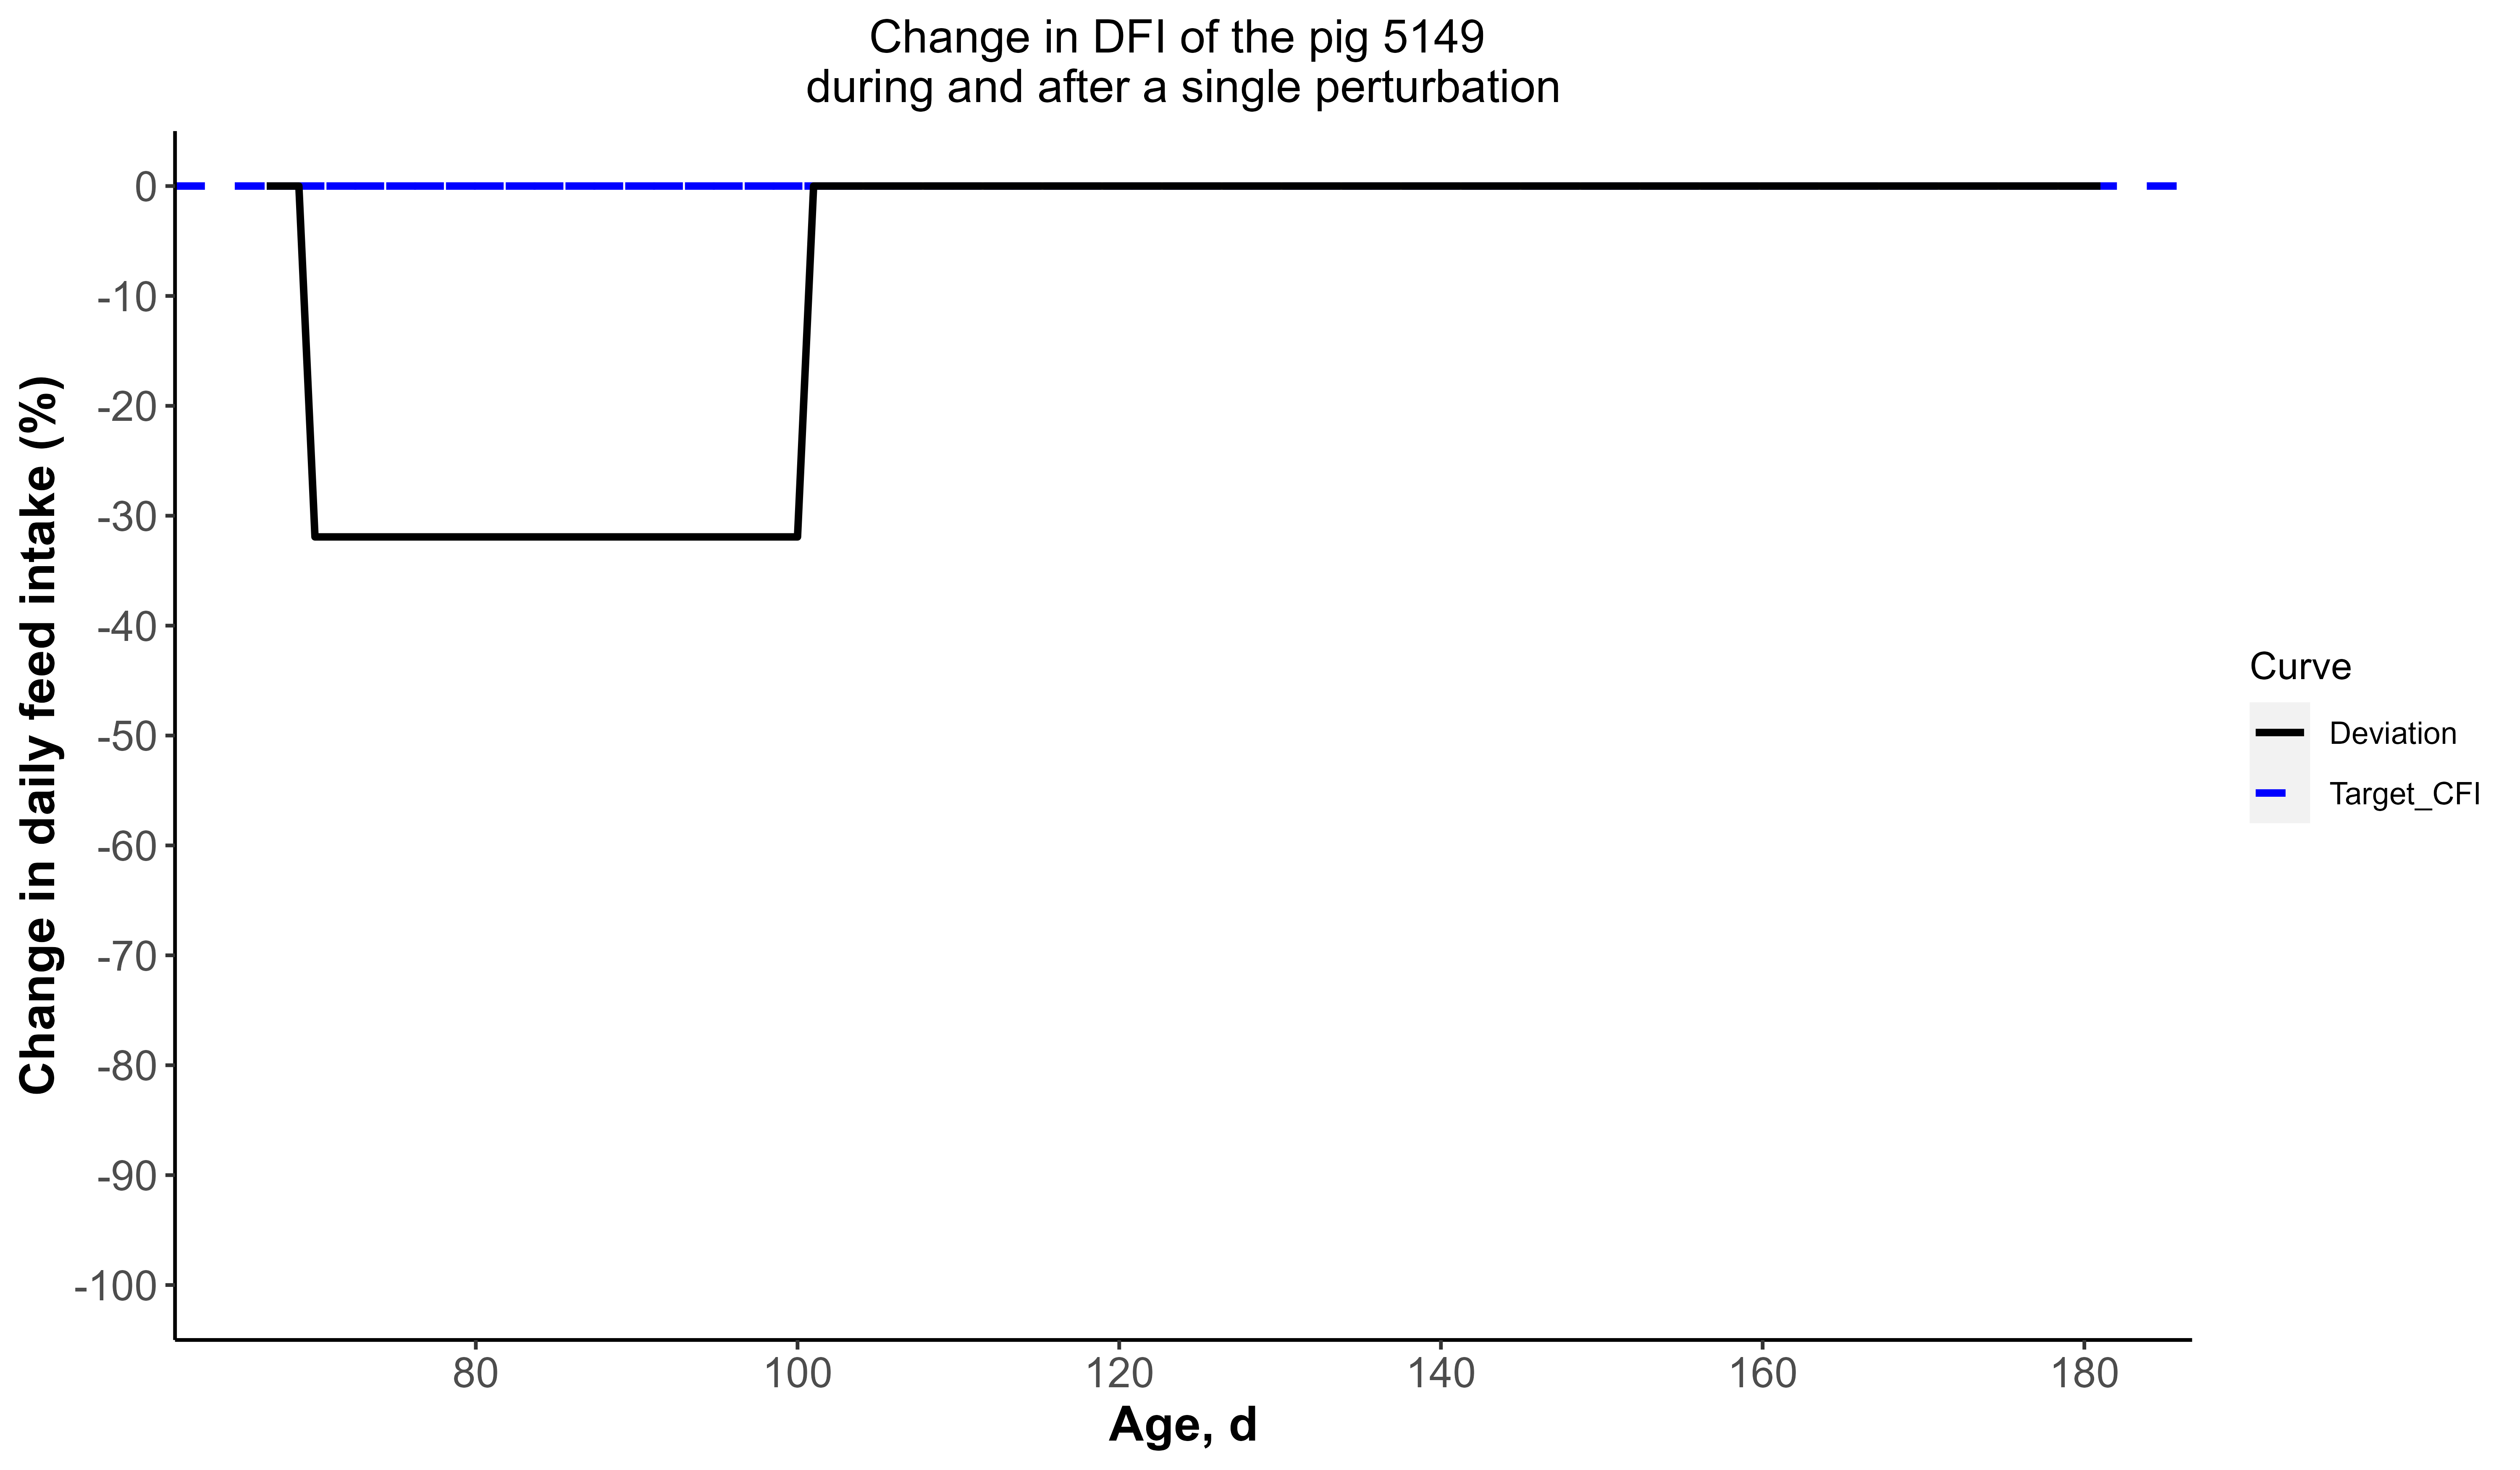 Change in DFI of the pig 5149
during and after a single perturbation
Change in daily feed intake (%)
0
-10
-20
-30
-40
-50
-60
-70
-80
-90
-100
80
100
120
140
160
180
Age, d
Curve
Deviation
Target_CFI